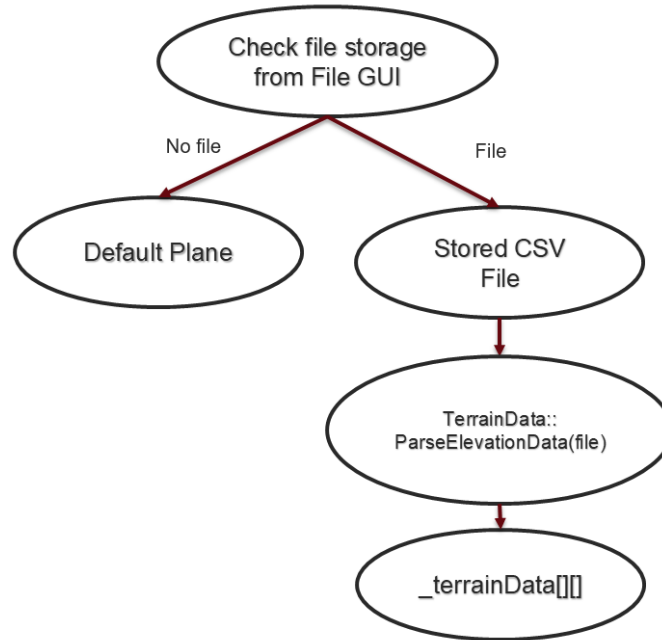 Check file storage
from File GUI
No file
File
Default Plane
Stored CSV
File
TerrainData::
ParseElevationData(file)
_terrainData[][]